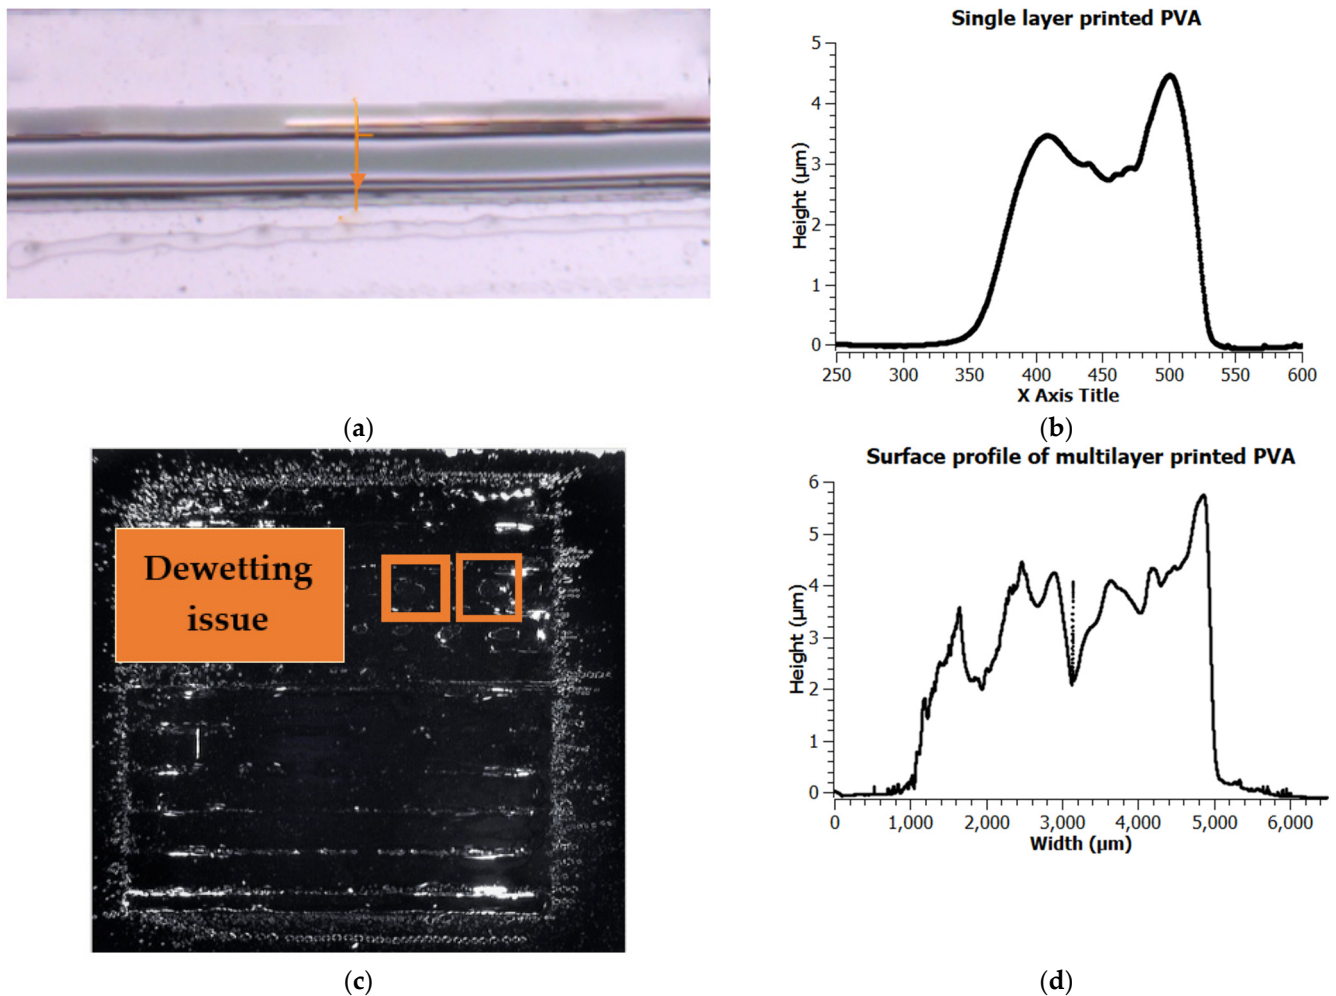 Single layer printed PVA
5
4
3
2
1
0
Height (µm)
250 300 350 400 450 500 550 600
X Axis Title
(a)
(b)
Dewetting
issue
Surface profile of multilayer printed PVA
6
5
4
3
2
1
0
Height (µm)
0 1,000 2,000 3,000 4,000 5,000 6,000
Width (µm)
(c)
(d)